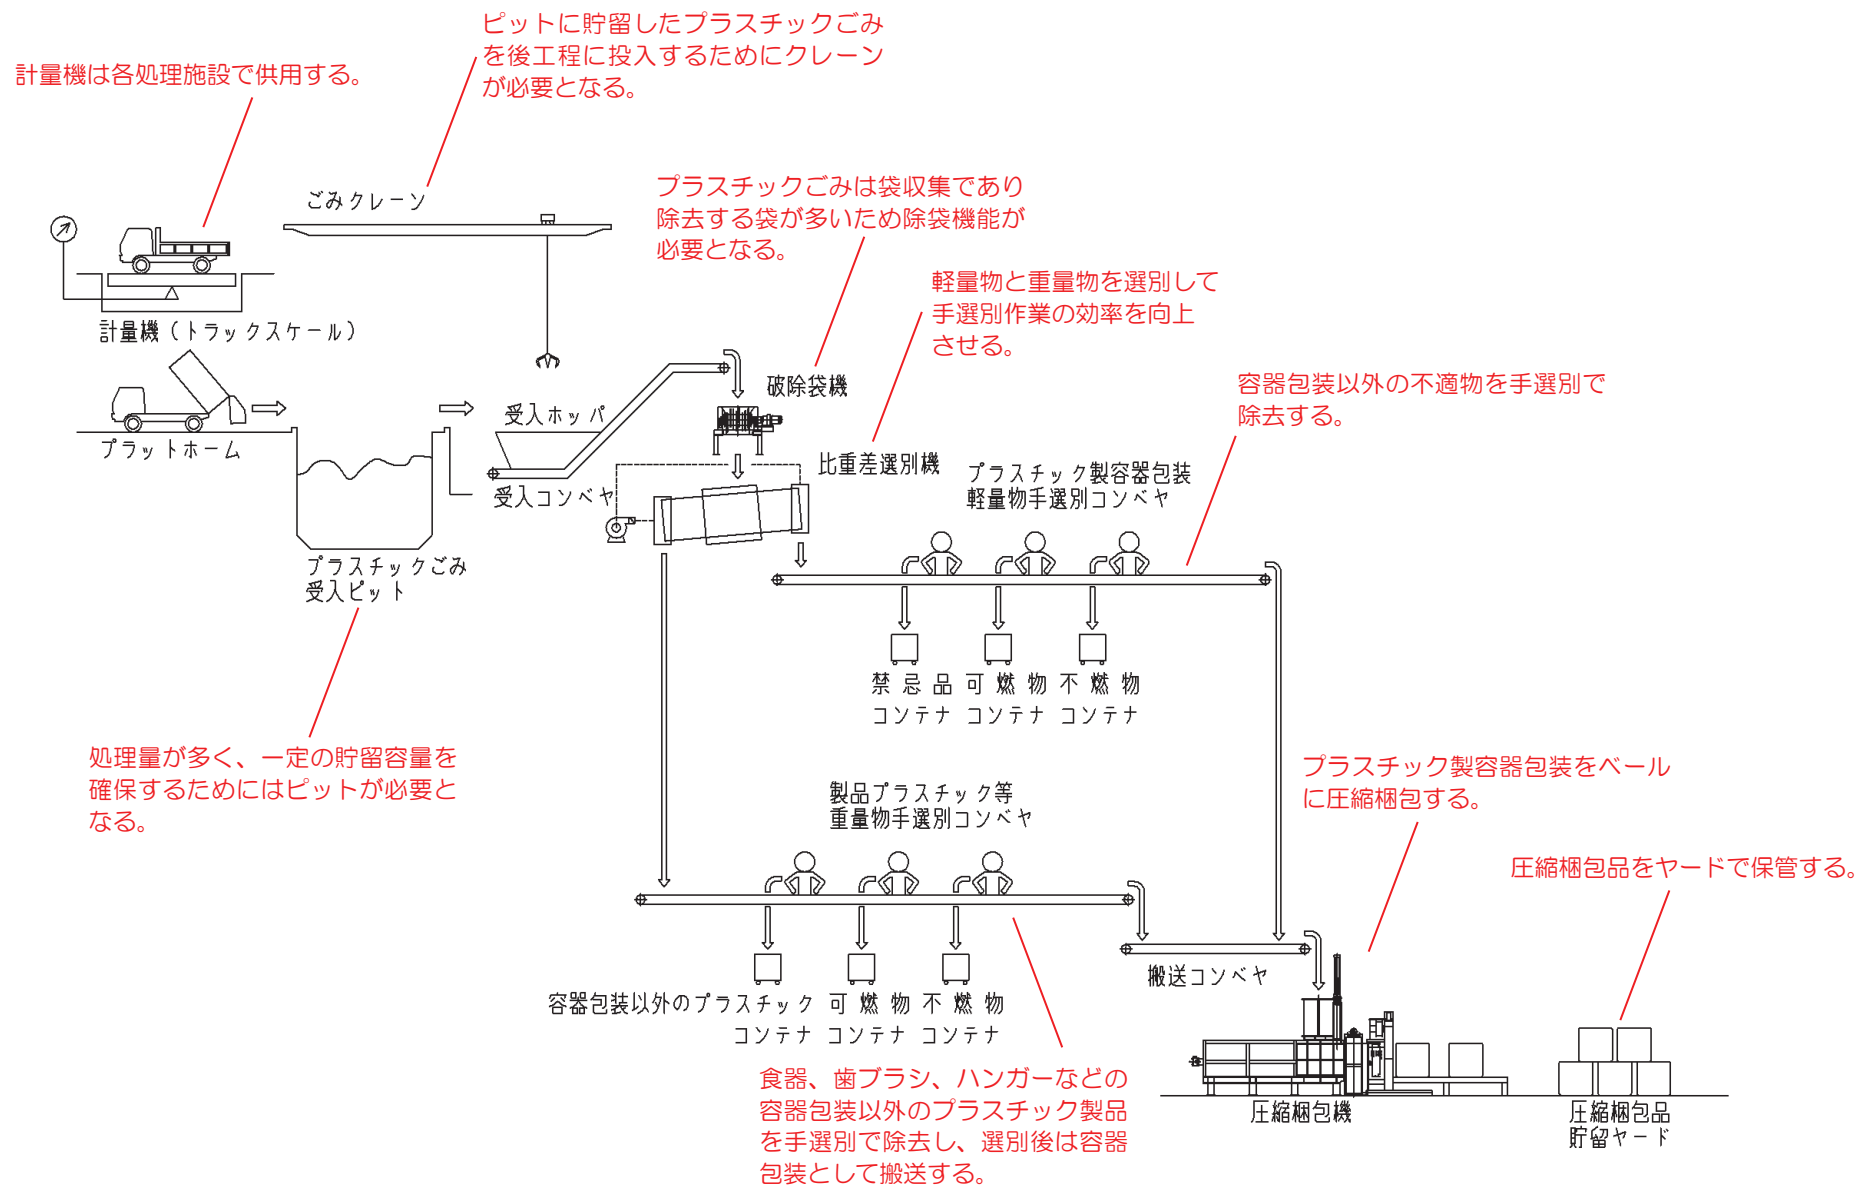 ピットに貯留したプラスチックごみ
を後工程に投入するためにクレーン
が必要となる。
計量機は各処理施設で供用する。
ごみクレーン
プラスチックごみは袋収集であり
除去する袋が多いため除袋機能が
必要となる。
軽量物と重量物を選別して
手選別作業の効率を向上
させる。
計量機（トラックスケール）
破除袋機
容器包装以外の不適物を手選別で
除去する。
受入ホッパ
プラットホーム
比重差選別機
プラスチック製容器包装
軽量物手選別コンベヤ
受入コンベヤ
プラスチックごみ
受入ピット
禁忌品 可燃物 不燃物
コンテナ コンテナ コンテナ
処理量が多く、一定の貯留容量を
確保するためにはピットが必要と
なる。
製品プラスチック等
重量物手選別コンベヤ
プラスチック製容器包装をベール
に圧縮梱包する。
圧縮梱包品をヤードで保管する。
搬送コンベヤ
容器包装以外のプラスチック 可燃物 不燃物
コンテナ コンテナ コンテナ
食器、歯ブラシ、ハンガーなどの
容器包装以外のプラスチック製品
を手選別で除去し、選別後は容器
包装として搬送する。
圧縮梱包機
圧縮梱包品
貯留ヤード